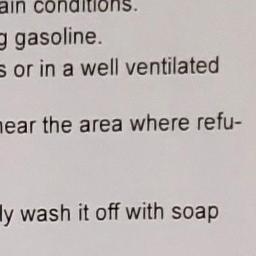 ain conditions.
g gasoline.
s or in a well ventilated
near the area where refu-
ly wash it off with soap